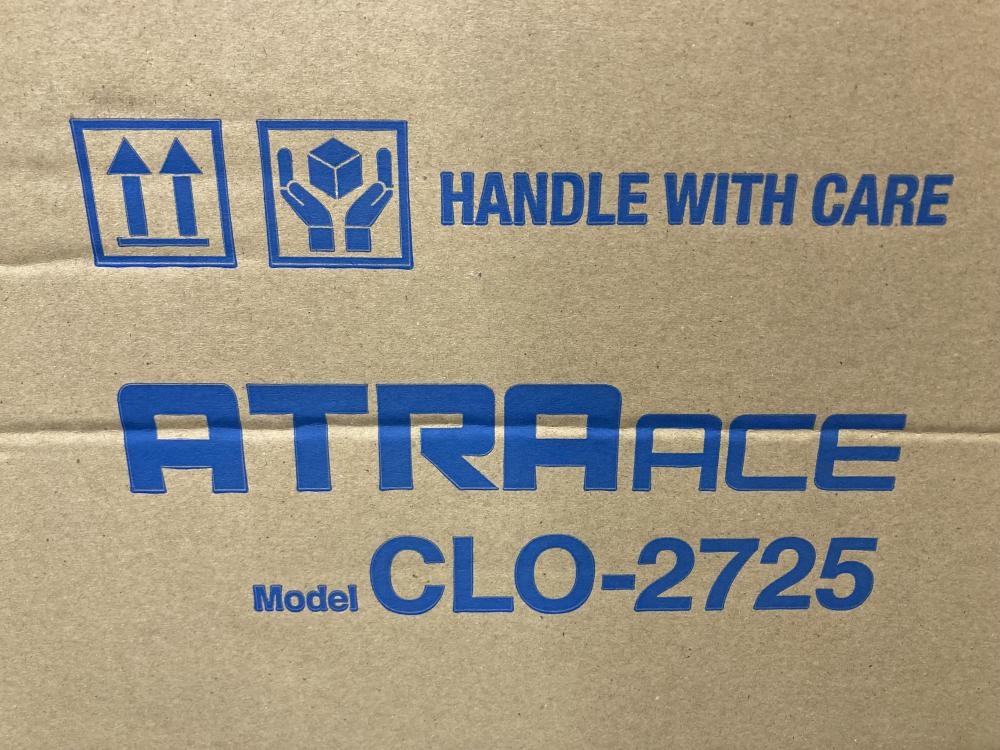 HANDLE WITH CARE
ATRAACE
Model CLO-2725